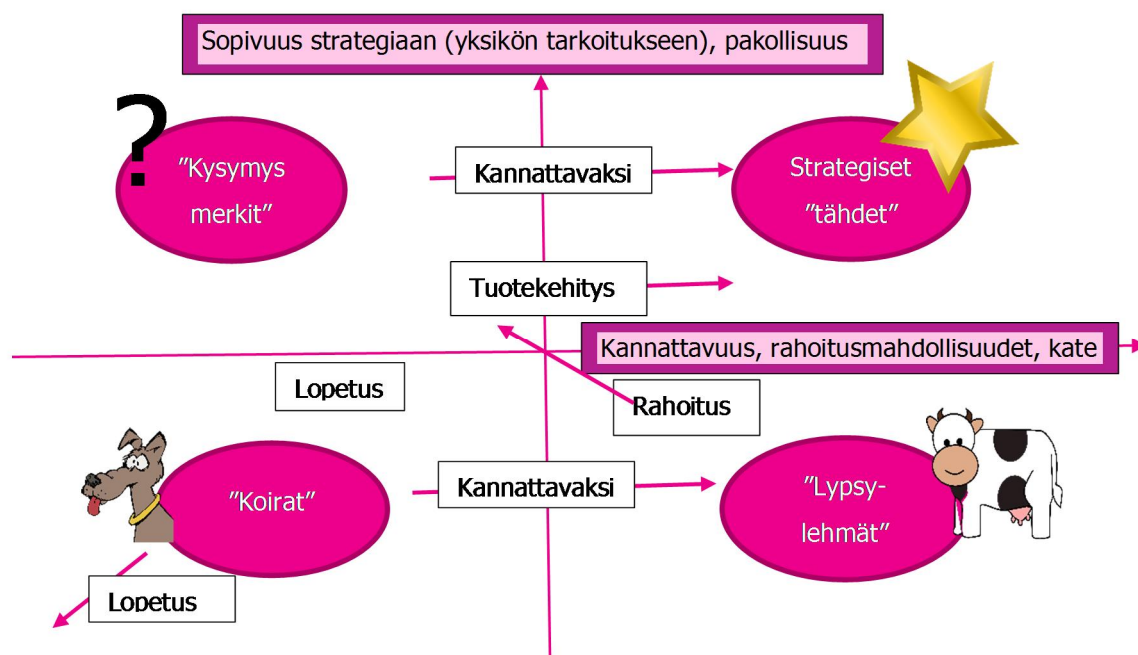 Sopivuus strategiaan (yksikön tarkoitukseen), pakollisuus
?
"Kysymys
merkit"
Kannattavaksi
Strategiset
"tähdet"
Tuotekehitys
Kannattavuus, rahoitusmahdollisuudet, kate
Lopetus
Rahoitus
"Koirat"
Kannattavaksi
"Lypsy-
lehmät"
Lopetus